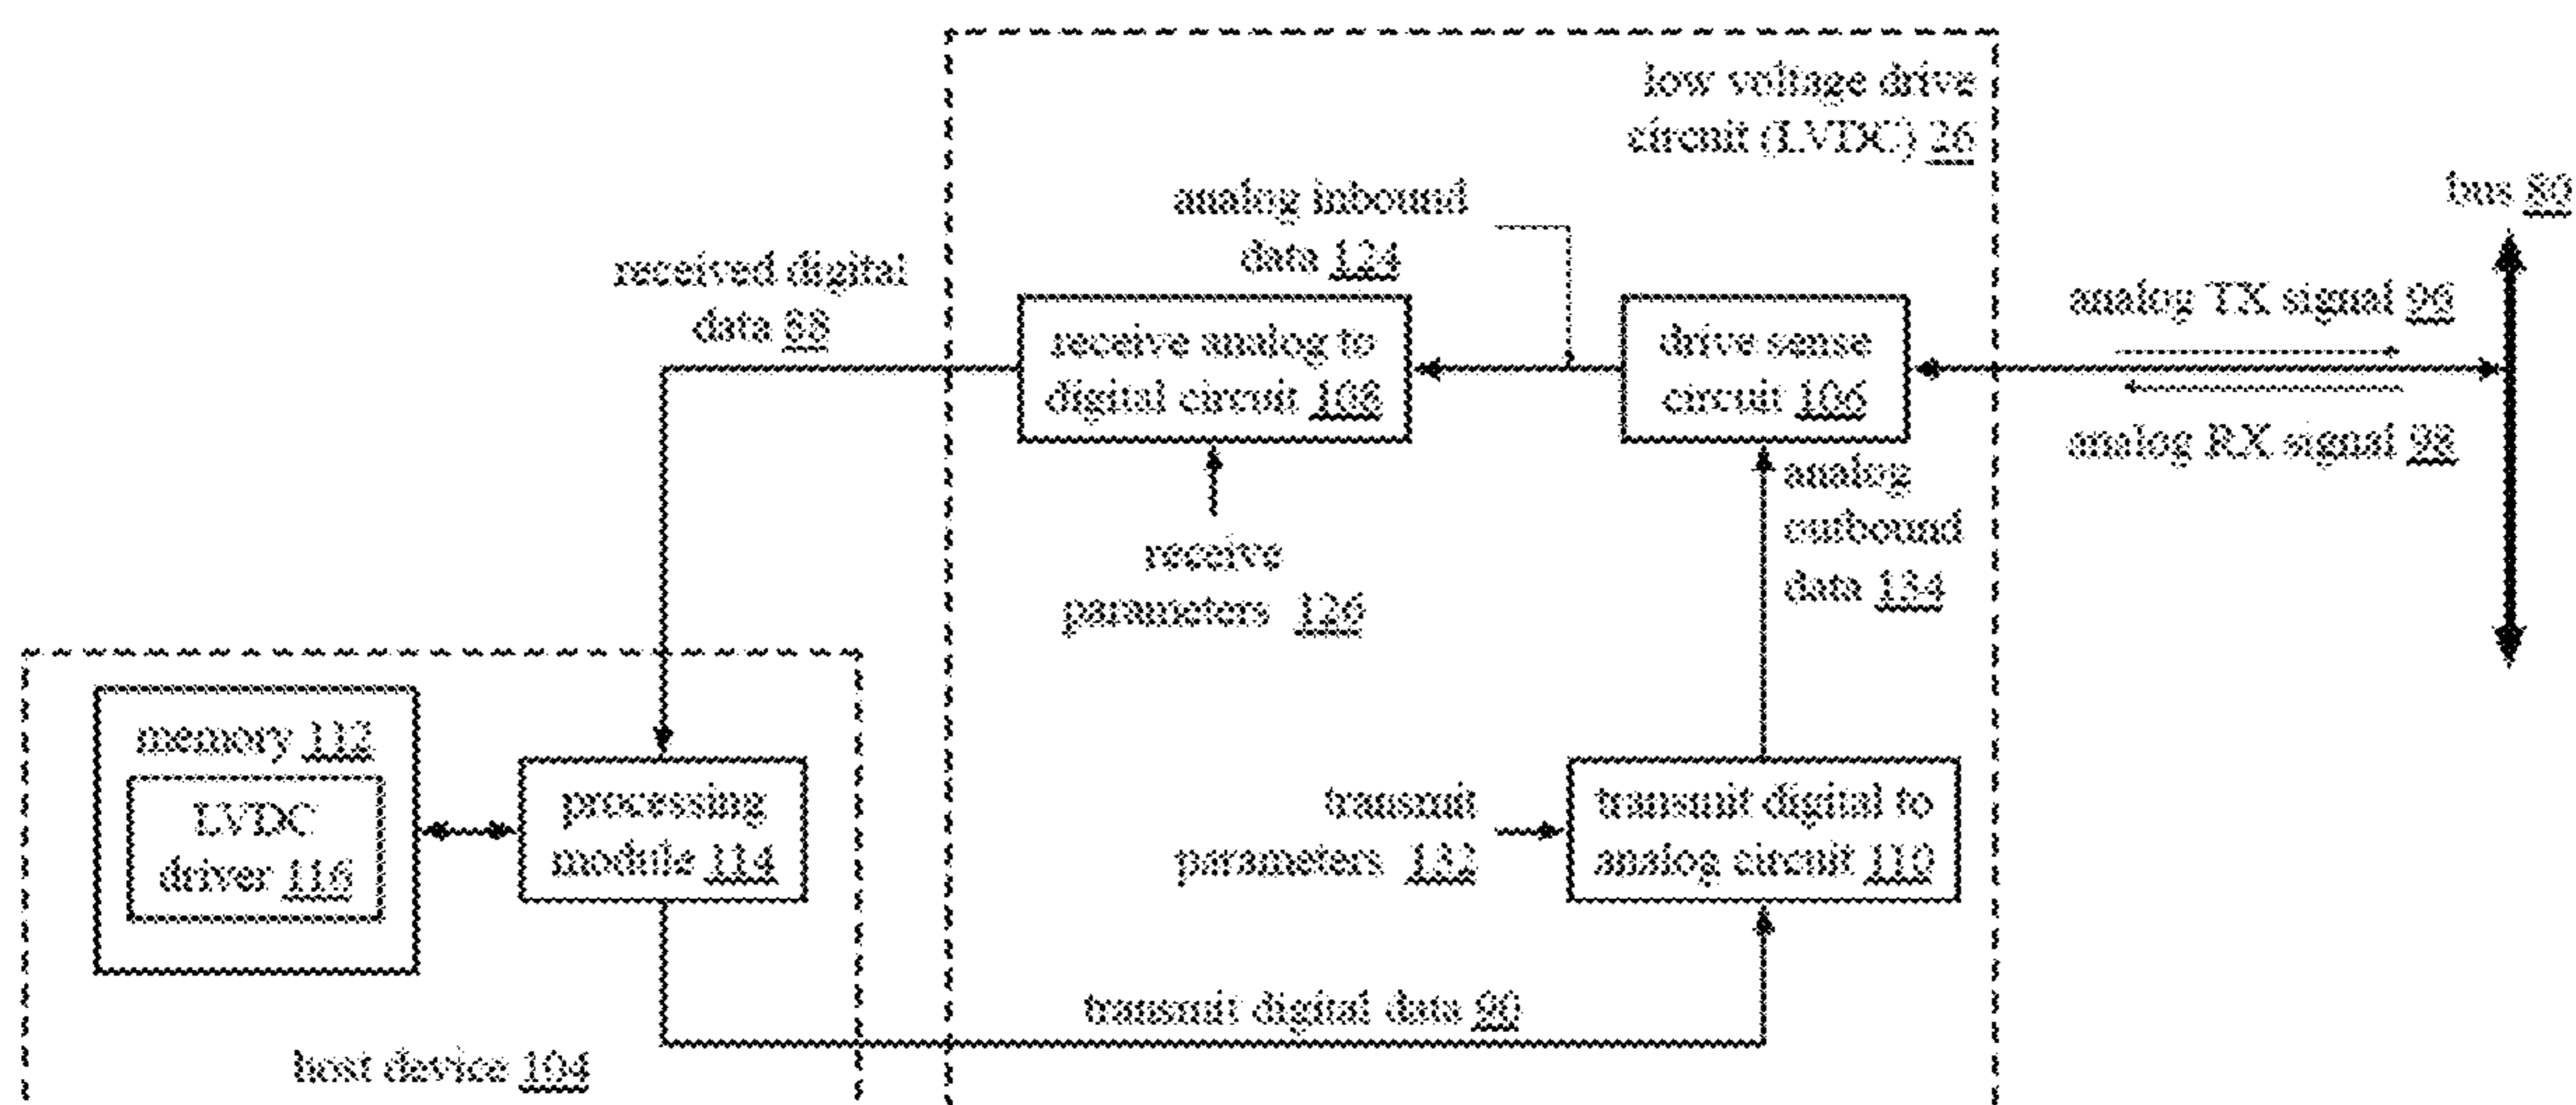 low voltage drive
circuit (LVDC) 26
bus 80
analog inbound
data 124
received digital
data 88
analog TX signal 96
receive analog to
digital circuit 108
drive sense
circuit 106
analog RX signal 98
analog
outbound
data 134
receive
parameters 126
memory 112
LVDC
driver 116
processing
module 114
transmit
parameters 132
transmit digital to
analog circuit 110
transmit digital data 90
host device 104